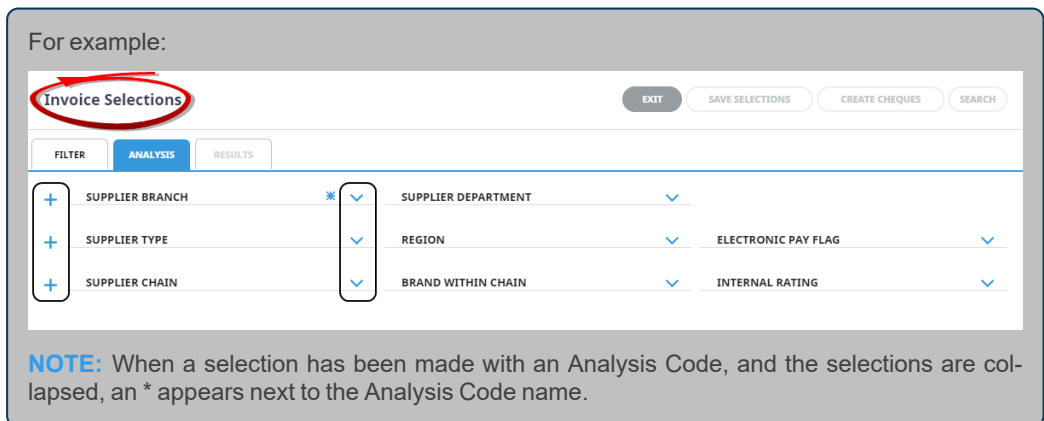 For example:
Invoice Selections
EXIT SAVE SELECTIONS CREATE CHEQUES SEARCH
FILTER ANALYSIS RESULTS
+ SUPPLIER BRANCH * SUPPLIER DEPARTMENT
+ SUPPLIER TYPE REGION ELECTRONIC PAY FLAG
+ SUPPLIER CHAIN BRAND WITHIN CHAIN INTERNAL RATING
NOTE: When a selection has been made with an Analysis Code, and the selections are col-
lapsed, an * appears next to the Analysis Code name.